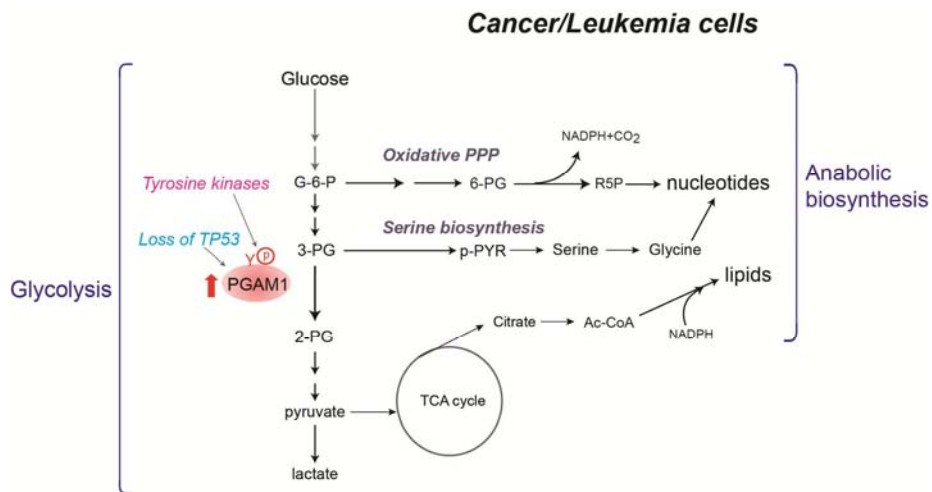 Cancer/Leukemia cells
Glucose
NADPH+CO₂
Oxidative PPP
Tyrosine kinases
G-6-P
6-PG
R5P
nucleotides
Anabolic
biosynthesis
Serine biosynthesis
Loss of TP53
3-PG
p-PYR
Serine
Glycine
Y
P
PGAM1
Glycolysis
lipids
Citrate
Ac-CoA
NADPH
2-PG
TCA cycle
pyruvate
lactate